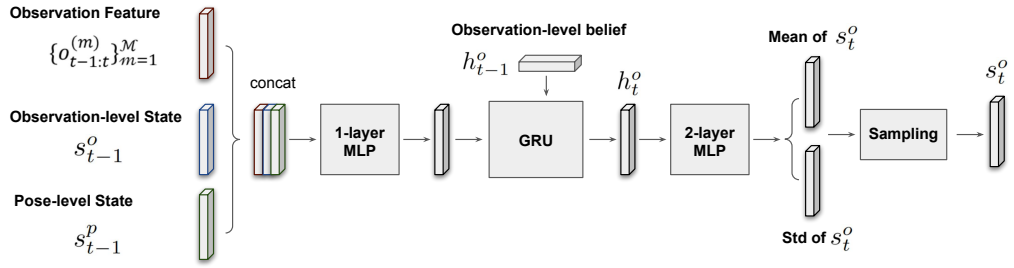 Observation Feature
$\{o_{t-1:t}^{(m)}\}_{m=1}^{\mathcal{M}}$
Observation-level State
$s_{t-1}^{o}$
Pose-level State
$s_{t-1}^{p}$
concat
1-layer
MLP
Observation-level belief
$h_{t-1}^{o}$
GRU
$h_{t}^{o}$
2-layer
MLP
Mean of $s_{t}^{o}$
Std of $s_{t}^{o}$
Sampling
$s_{t}^{o}$